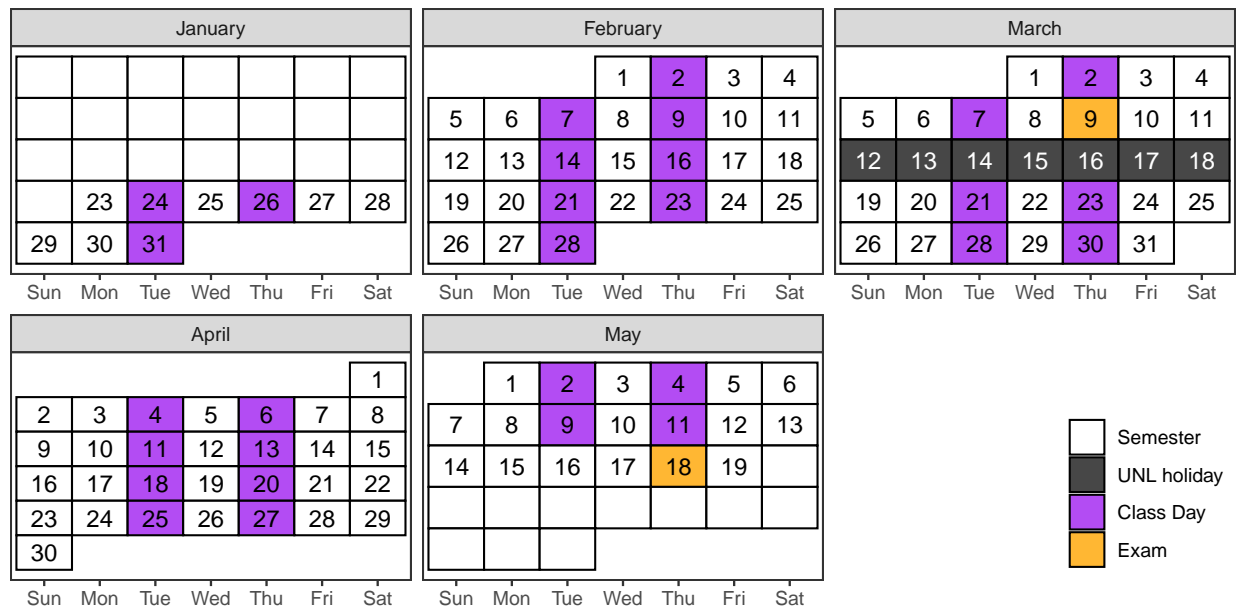 January
23 24 25 26 27 28
29 30 31
Sun Mon Tue Wed Thu Fri Sat
February
1 2 3 4
5 6 7 8 9 10 11
12 13 14 15 16 17 18
19 20 21 22 23 24 25
26 27 28
Sun Mon Tue Wed Thu Fri Sat
March
1 2 3 4
5 6 7 8 9 10 11
12 13 14 15 16 17 18
19 20 21 22 23 24 25
26 27 28 29 30 31
Sun Mon Tue Wed Thu Fri Sat
April
1
2 3 4 5 6 7 8
9 10 11 12 13 14 15
16 17 18 19 20 21 22
23 24 25 26 27 28 29
30
Sun Mon Tue Wed Thu Fri Sat
May
1 2 3 4 5 6
7 8 9 10 11 12 13
14 15 16 17 18 19
Sun Mon Tue Wed Thu Fri Sat
Semester
UNL holiday
Class Day
Exam